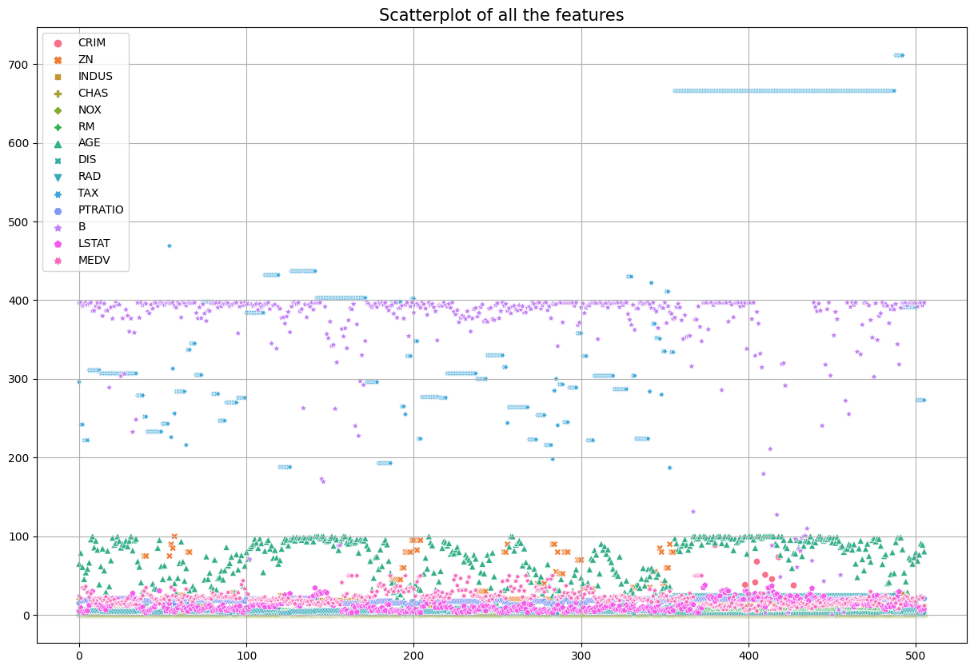 Scatterplot of all the features
700
600
500
400
300
200
100
0
CRIM
ZN
INDUS
CHAS
NOX
RM
AGE
DIS
RAD
TAX
PTRATIO
B
LSTAT
MEDV
0 100 200 300 400 500